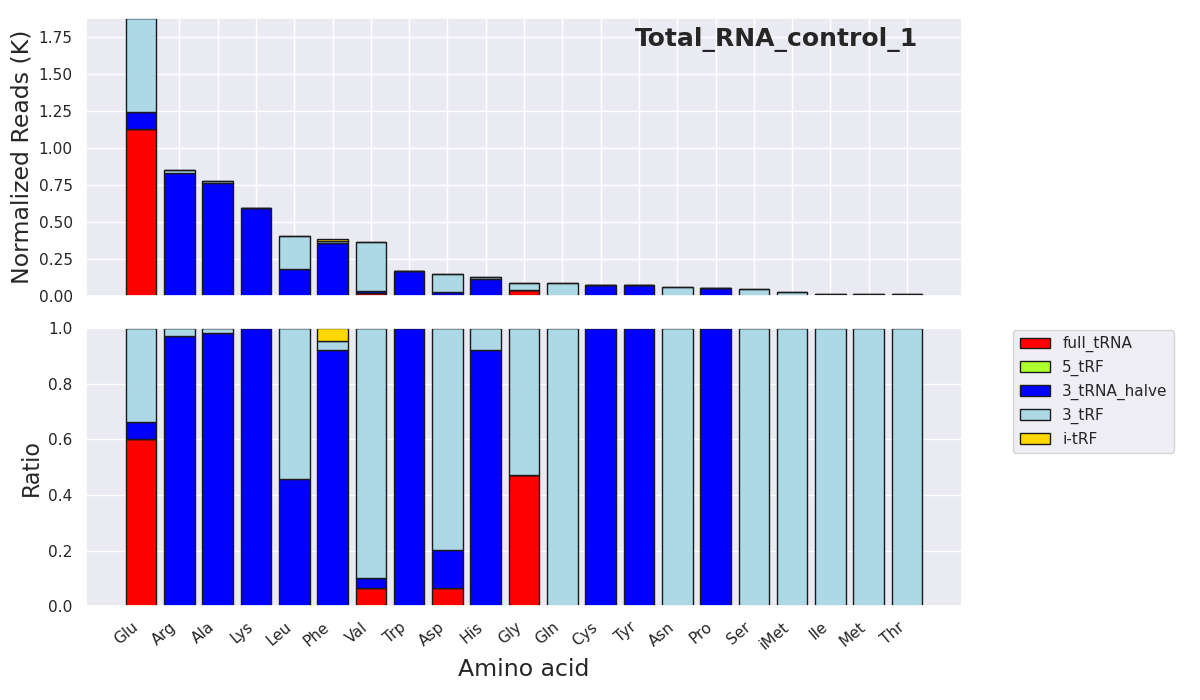 Total_RNA_control_1
Normalized Reads (K)
1.75
1.50
1.25
1.00
0.75
0.50
0.25
0.00
Ratio
1.0
0.8
0.6
0.4
0.2
0.0
full_tRNA
5_tRF
3_tRNA_halve
3_tRF
i-tRF
Glu Arg Ala Lys Leu Phe Val Trp Asp His Gly Gln Cys Tyr Asn Pro Ser iMet Ile Met Thr
Amino acid